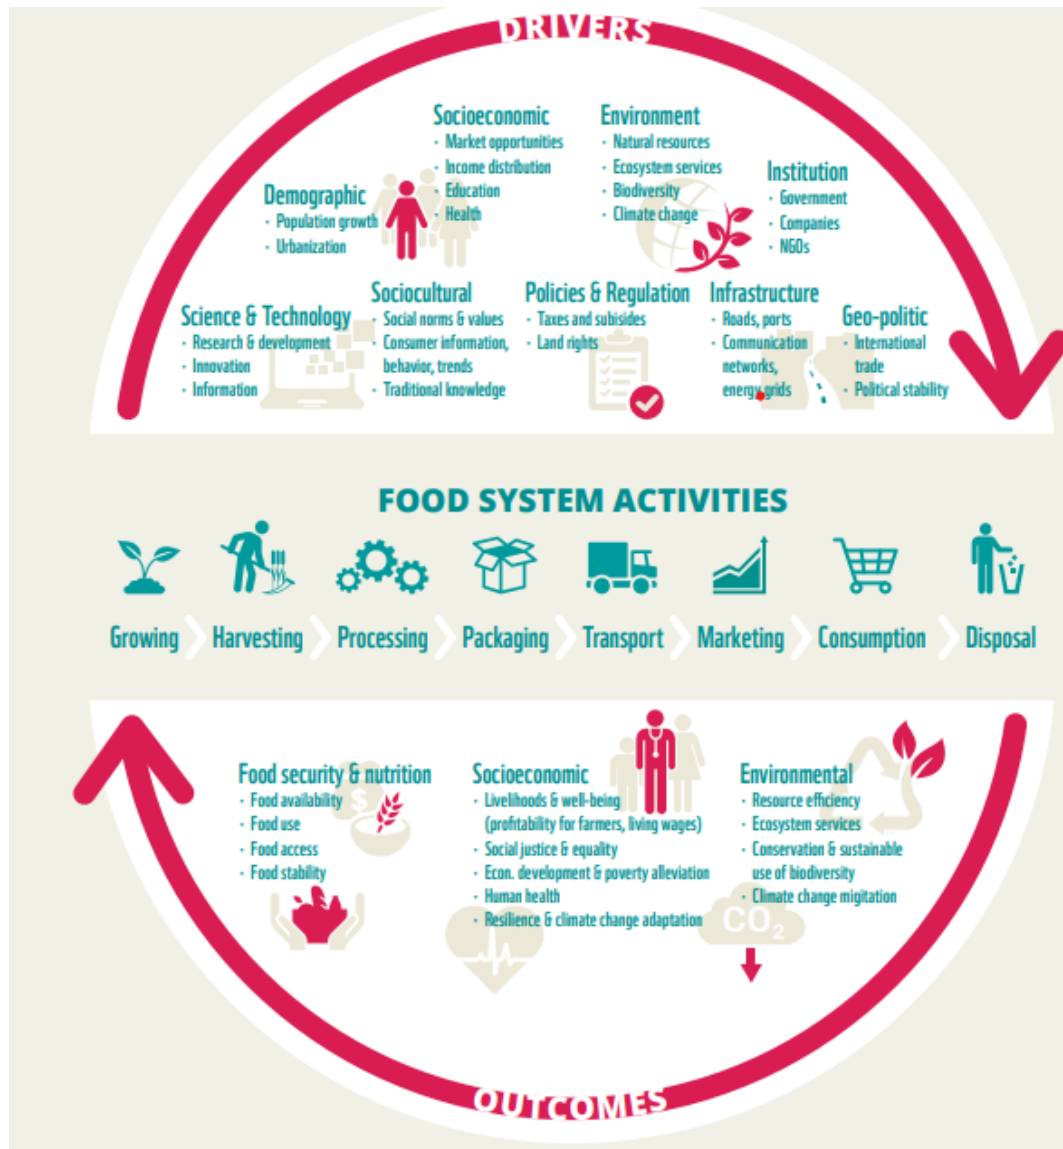 DRIVERS
Socioeconomic
· Market opportunities
· Income distribution
· Education
· Health
Environment
· Natural resources
· Ecosystem services
· Biodiversity
· Climate change
Institution
· Government
· Companies
· NGOs
Demographic
· Population growth
· Urbanization
Science & Technology
· Research & development
· Innovation
· Information
Sociocultural
· Social norms & values
· Consumer information,
behavior, trends
· Traditional knowledge
Policies & Regulation
· Taxes and subisides
· Land rights
Infrastructure
· Roads, ports
· Communication
networks,
energy grids
Geo-politic
· International
trade
· Political stability
FOOD SYSTEM ACTIVITIES
Growing
Harvesting
Processing
Packaging
Transport
Marketing
Consumption
Disposal
Food security & nutrition
· Food availability
· Food use
· Food access
· Food stability
$
Socioeconomic
· Livelihoods & well-being
(profitability for farmers, living wages)
· Social justice & equality
· Econ. development & poverty alleviation
· Human health
· Resilience & climate change adaptation
Environmental
· Resource efficiency
· Ecosystem services
· Conservation & sustainable
use of biodiversity
· Climate change migitation
CO2
OUTCOMES